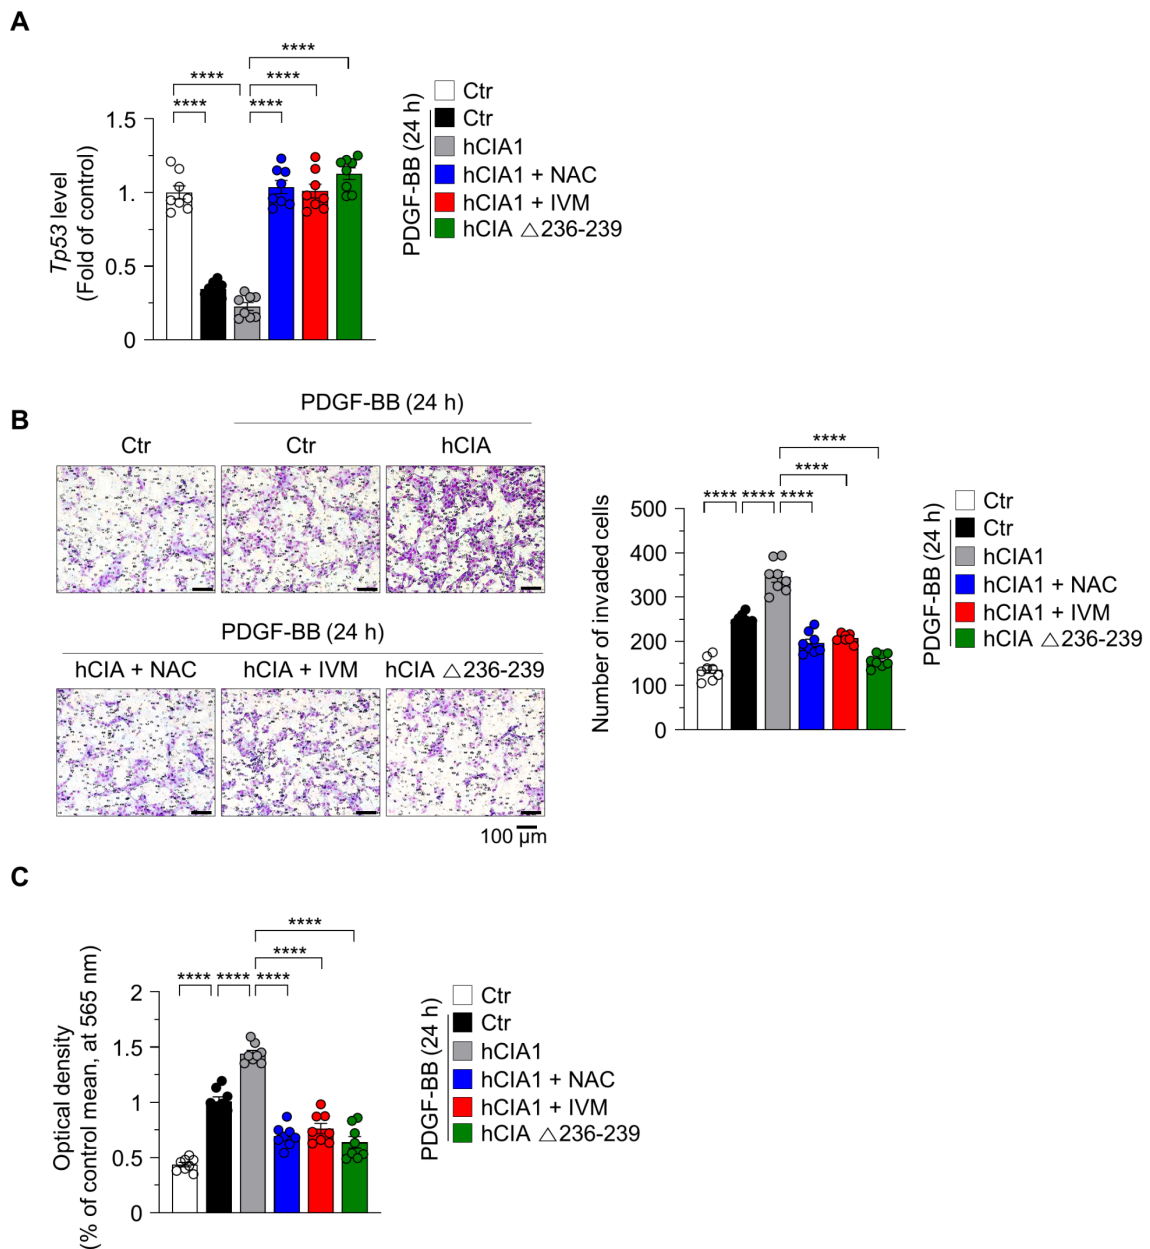 A
****
**** ****
**** ****
Tp53 level
(Fold of control)
1.5
1.
0.5
0
PDGF-BB (24 h)
Ctr
Ctr
hCIA1
hCIA1 + NAC
hCIA1 + IVM
hCIA △236-239
B
PDGF-BB (24 h)
Ctr Ctr hCIA
PDGF-BB (24 h)
hCIA + NAC hCIA + IVM hCIA △236-239
100 μm
****
****
**** **** ****
Number of invaded cells
500
400
300
200
100
0
PDGF-BB (24 h)
Ctr
Ctr
hCIA1
hCIA1 + NAC
hCIA1 + IVM
hCIA △236-239
C
****
****
**** **** ****
Optical density
(% of control mean, at 565 nm)
2
1.5
1
0.5
0
PDGF-BB (24 h)
Ctr
Ctr
hCIA1
hCIA1 + NAC
hCIA1 + IVM
hCIA △236-239